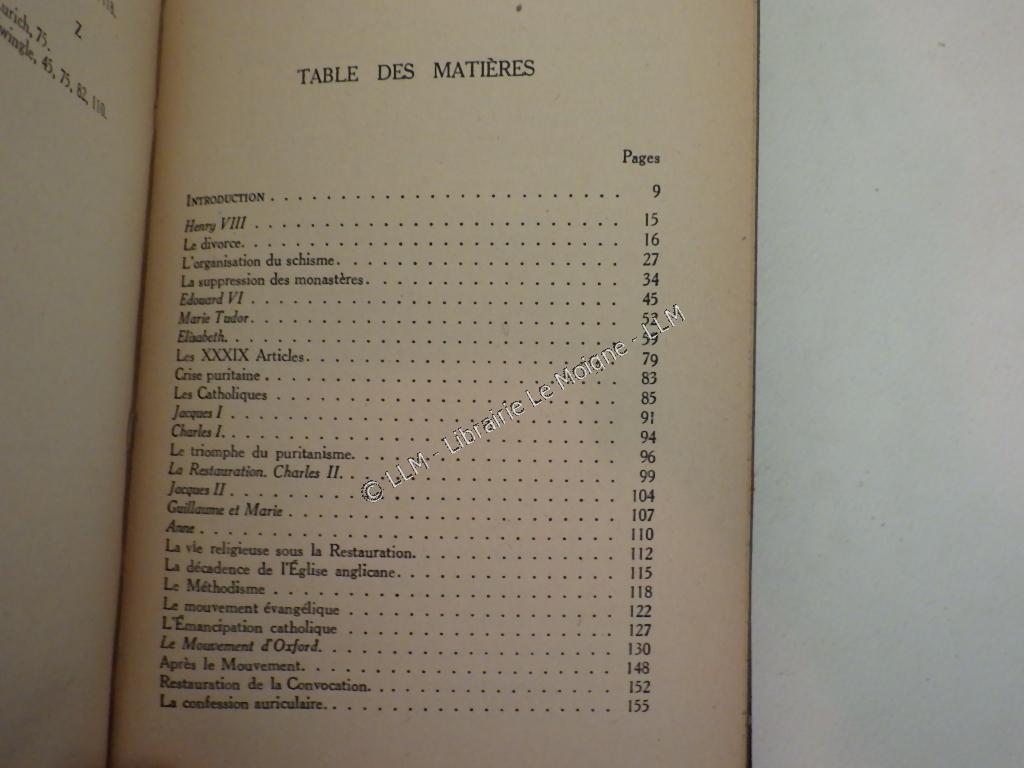 Z
75.
45, 75, 82, 110.
TABLE DES MATIÈRES
Pages
INTRODUCTION . . . . . . . . . . . . . . . . . . . . . . 9
Henry VIII . . . . . . . . . . . . . . . . . . . . . . 15
Le divorce. . . . . . . . . . . . . . . . . . . . . . 16
L'organisation du schisme. . . . . . . . . . . . . . . . 27
La suppression des monastères. . . . . . . . . . . . . . 34
Edouard VI . . . . . . . . . . . . . . . . . . . . . . 45
Marie Tudor. . . . . . . . . . . . . . . . . . . . . . 52
Elisabeth. . . . . . . . . . . . . . . . . . . . . . 59
Les XXXIX Articles. . . . . . . . . . . . . . . . . . 79
Crise puritaine . . . . . . . . . . . . . . . . . . . . 83
Les Catholiques . . . . . . . . . . . . . . . . . . . . 85
Jacques I . . . . . . . . . . . . . . . . . . . . . . 91
Charles I. . . . . . . . . . . . . . . . . . . . . . 94
Le triomphe du puritanisme. . . . . . . . . . . . . . . 96
La Restauration. Charles II. . . . . . . . . . . . . . . 99
Jacques II . . . . . . . . . . . . . . . . . . . . . . 104
Guillaume et Marie . . . . . . . . . . . . . . . . . . 107
Anne . . . . . . . . . . . . . . . . . . . . . . . . 110
La vie religieuse sous la Restauration. . . . . . . . . . 112
La décadence de l'Église anglicane. . . . . . . . . . . . 115
Le Méthodisme . . . . . . . . . . . . . . . . . . . . 118
Le mouvement évangélique . . . . . . . . . . . . . . . 122
L'Émancipation catholique . . . . . . . . . . . . . . . 127
Le Mouvement d'Oxford. . . . . . . . . . . . . . . . . 130
Après le Mouvement. . . . . . . . . . . . . . . . . . 148
Restauration de la Convocation. . . . . . . . . . . . . . 152
La confession auriculaire. . . . . . . . . . . . . . . . 155
© LLM - Librairie Le Moigne - LLM